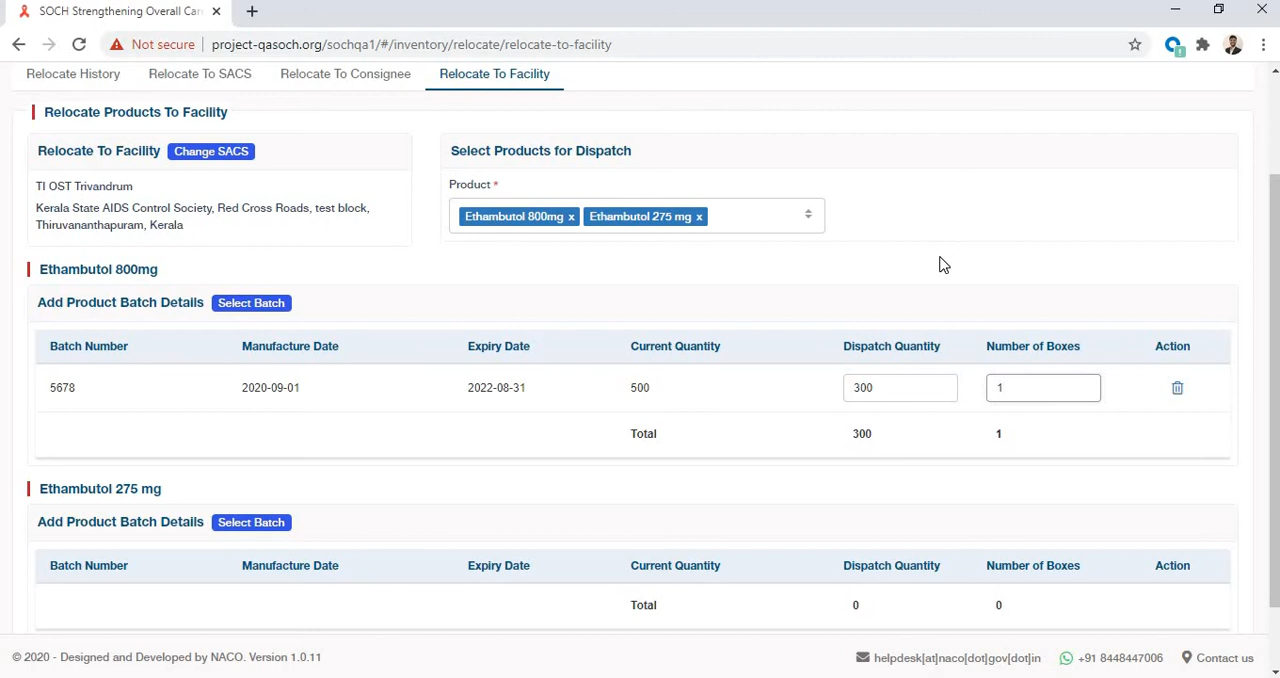 SOCH Strengthening Overall Car
Not secure
project-qasoch.org/sochqa1/#/inventory/relocate/relocate-to-facility
Relocate History
Relocate To SACS
Relocate To Consignee
Relocate To Facility
Relocate Products To Facility
Relocate To Facility Change SACS
TI OST Trivandrum
Kerala State AIDS Control Society, Red Cross Roads, test block,
Thiruvananthapuram, Kerala
Select Products for Dispatch
Product *
Ethambutol 800mg x Ethambutol 275 mg x
Ethambutol 800mg
Add Product Batch Details Select Batch
Batch Number Manufacture Date Expiry Date Current Quantity Dispatch Quantity Number of Boxes Action
5678 2020-09-01 2022-08-31 500 300 1
Total 300 1
Ethambutol 275 mg
Add Product Batch Details Select Batch
Batch Number Manufacture Date Expiry Date Current Quantity Dispatch Quantity Number of Boxes Action
Total 0 0
© 2020 - Designed and Developed by NACO. Version 1.0.11
helpdesk[at]naco[dot]gov[dot]in
+91 8448447006
Contact us